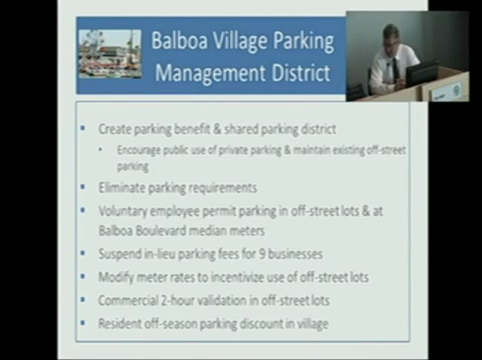 Balboa Village Parking
Management District
Create parking benefit & shared parking district
Encourage public use of private parking & maintain existing off-street
parking
Eliminate parking requirements
Voluntary employee permit parking in off-street lots & at
Balboa Boulevard median meters
Suspend in-lieu parking fees for 9 businesses
Modify meter rates to incentivize use of off-street lots
Commercial 2-hour validation in off-street lots
Resident off-season parking discount in village